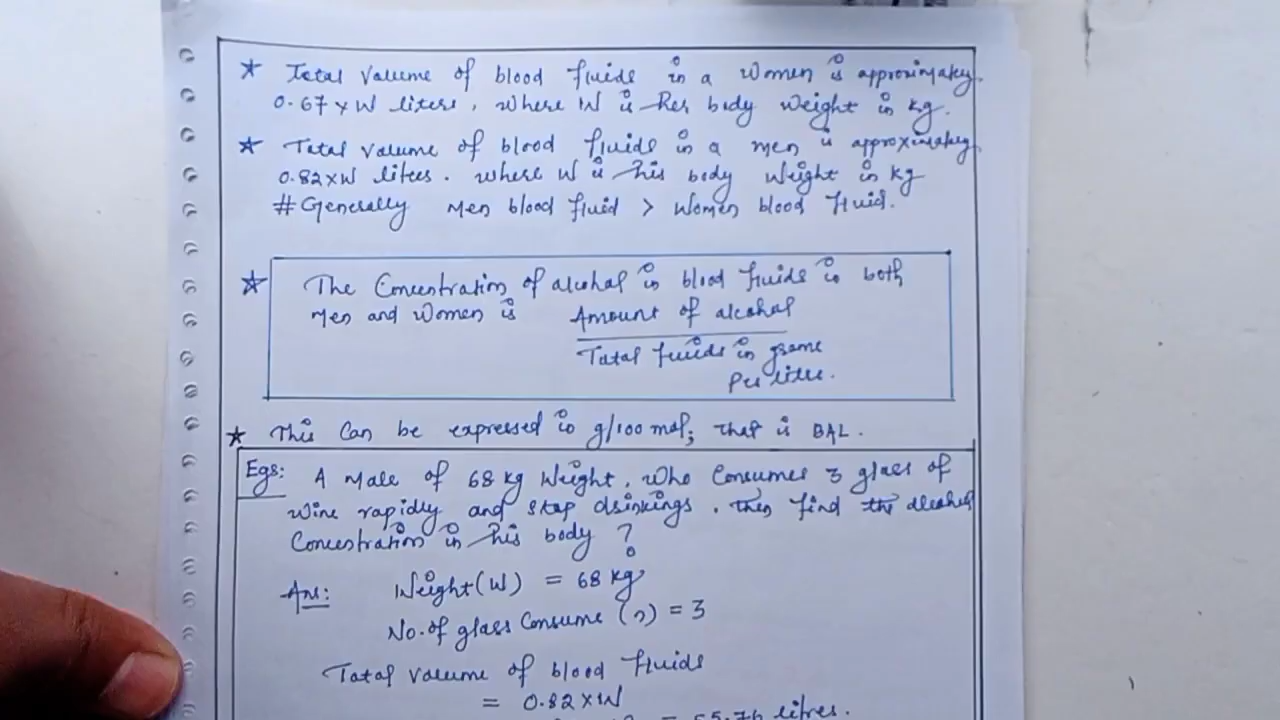 ★ Total Volume of blood fluids in a Women is approximately
0.67 x W liters, where W is Her body weight in kg.
★ Total volume of blood fluids in a men is approximately
0.82xW litres. where W is his body weight in kg
# Generally Men blood fluid > Women blood fluid.
★ The Concentration of alcohol in blood fluids in both
Men and Women is Amount of alcohol
Total fluids in grams
Per litre.
★ This Can be expressed in g/100 mol; that is BAL.
Egs: A Male of 68 kg Weight, Who Consumes 3 glass of
Wine rapidly and stop drinkings, then find the alcohol
Concentration in his body ?
Ans: Weight (W) = 68 kg
No. of glass Consume (n) = 3
Total volume of blood fluids
= 0.82 x W
= 55.76 litres.